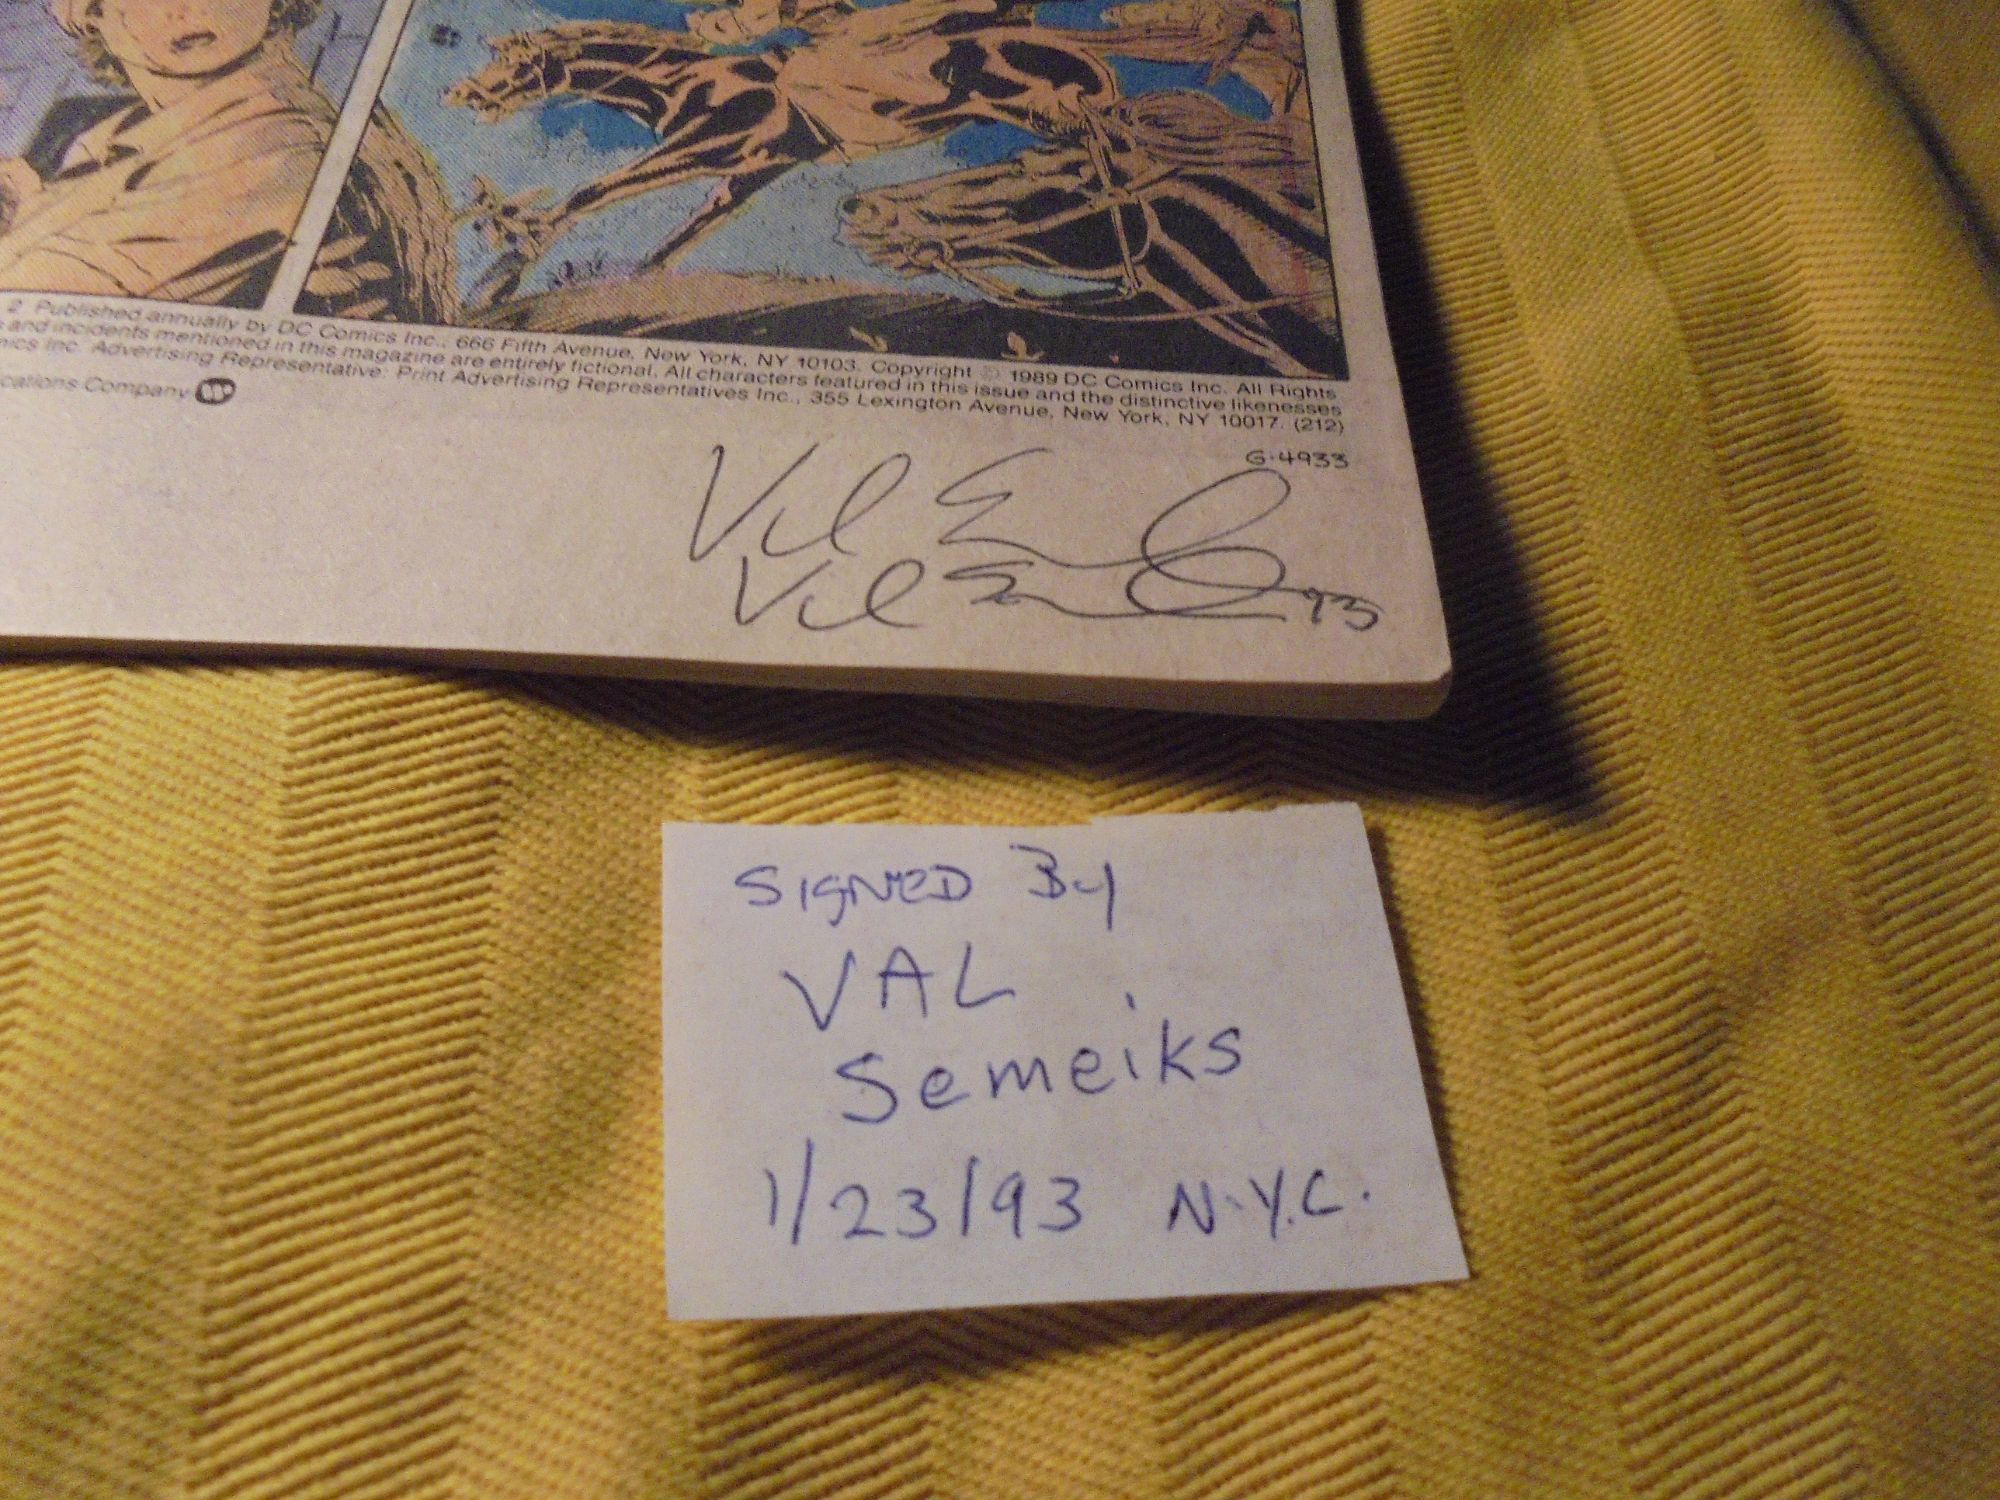 2 Published annually by DC Comics Inc., 666 Fifth Avenue, New York, NY 10103. Copyright © 1989 DC Comics Inc. All Rights
and incidents mentioned in this magazine are entirely fictional. All characters featured in this issue and the distinctive likenesses
Inc. Advertising Representative: Print Advertising Representatives Inc., 355 Lexington Avenue, New York, NY 10017. (212)
Company
G-4933
Val
Val 93
SIGNED By
VAL
Semeiks
1/23/93 N.Y.C.